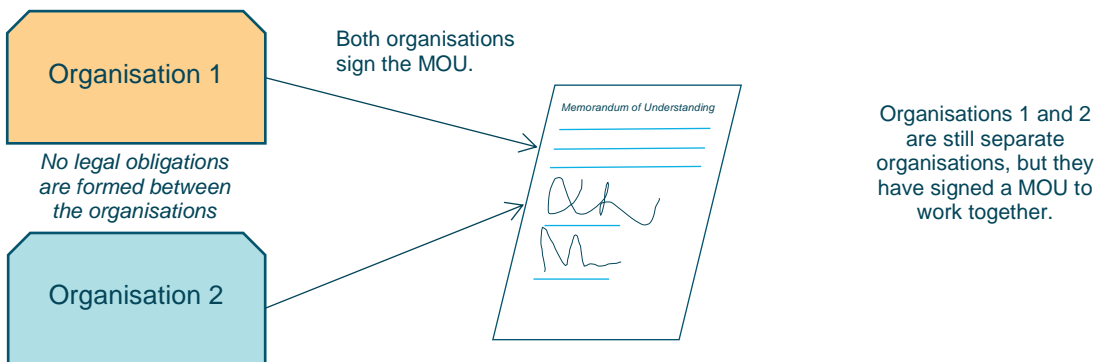 Organisation 1
No legal obligations
are formed between
the organisations
Organisation 2
Both organisations
sign the MOU.
Memorandum of Understanding
Organisations 1 and 2
are still separate
organisations, but they
have signed a MOU to
work together.